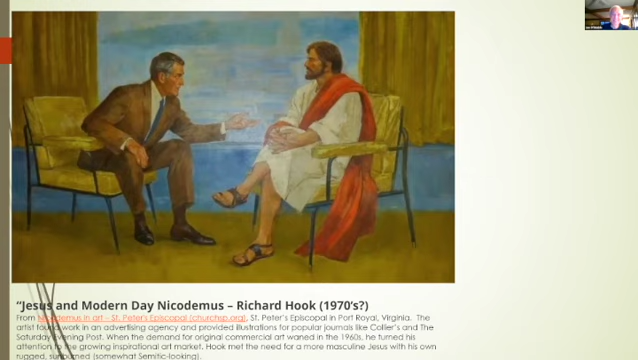 “Jesus and Modern Day Nicodemus – Richard Hook (1970's?)
From Nicodemus in art – St. Peter's Episcopal (churchsp.org), St. Peter's Episcopal in Port Royal, Virginia. The
artist found work in an advertising agency and provided illustrations for popular journals like Collier's and The
Saturday Evening Post. When the demand for original commercial art waned in the 1960s, he turned his
attention to the growing inspirational art market. Hook met the need for a more masculine Jesus with his own
rugged, sunburned (somewhat Semitic-looking).